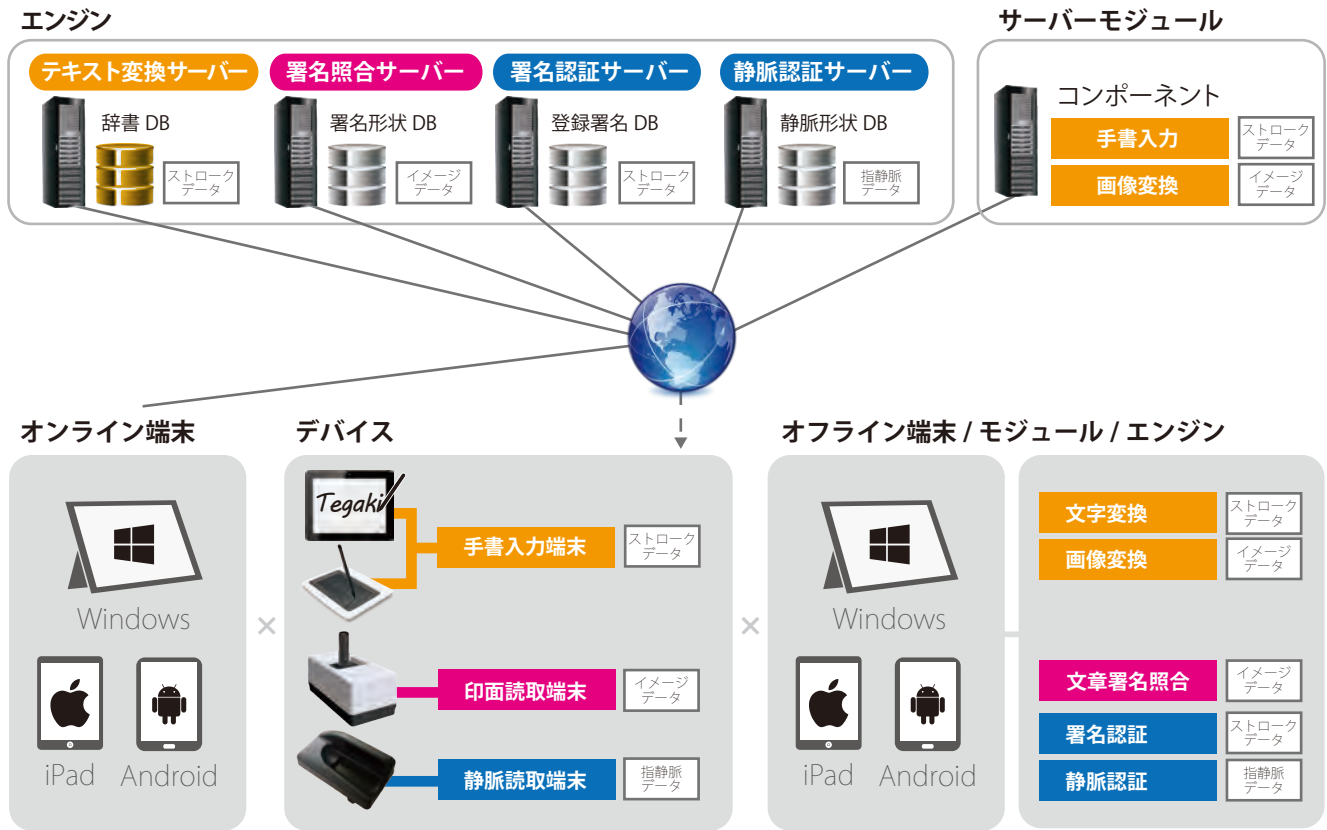 エンジン
テキスト変換サーバー
辞書 DB
ストローク
データ
署名照合サーバー
署名形状 DB
イメージ
データ
署名認証サーバー
登録署名 DB
ストローク
データ
静脈認証サーバー
静脈形状 DB
指静脈
データ
サーバーモジュール
コンポーネント
手書入力
ストローク
データ
画像変換
イメージ
データ
オンライン端末
Windows
iPad
Android
×
デバイス
Tegaki
手書入力端末
ストローク
データ
印面読取端末
イメージ
データ
静脈読取端末
指静脈
データ
×
オフライン端末 / モジュール / エンジン
Windows
iPad
Android
文字変換
ストローク
データ
画像変換
イメージ
データ
文章署名照合
イメージ
データ
署名認証
ストローク
データ
静脈認証
指静脈
データ